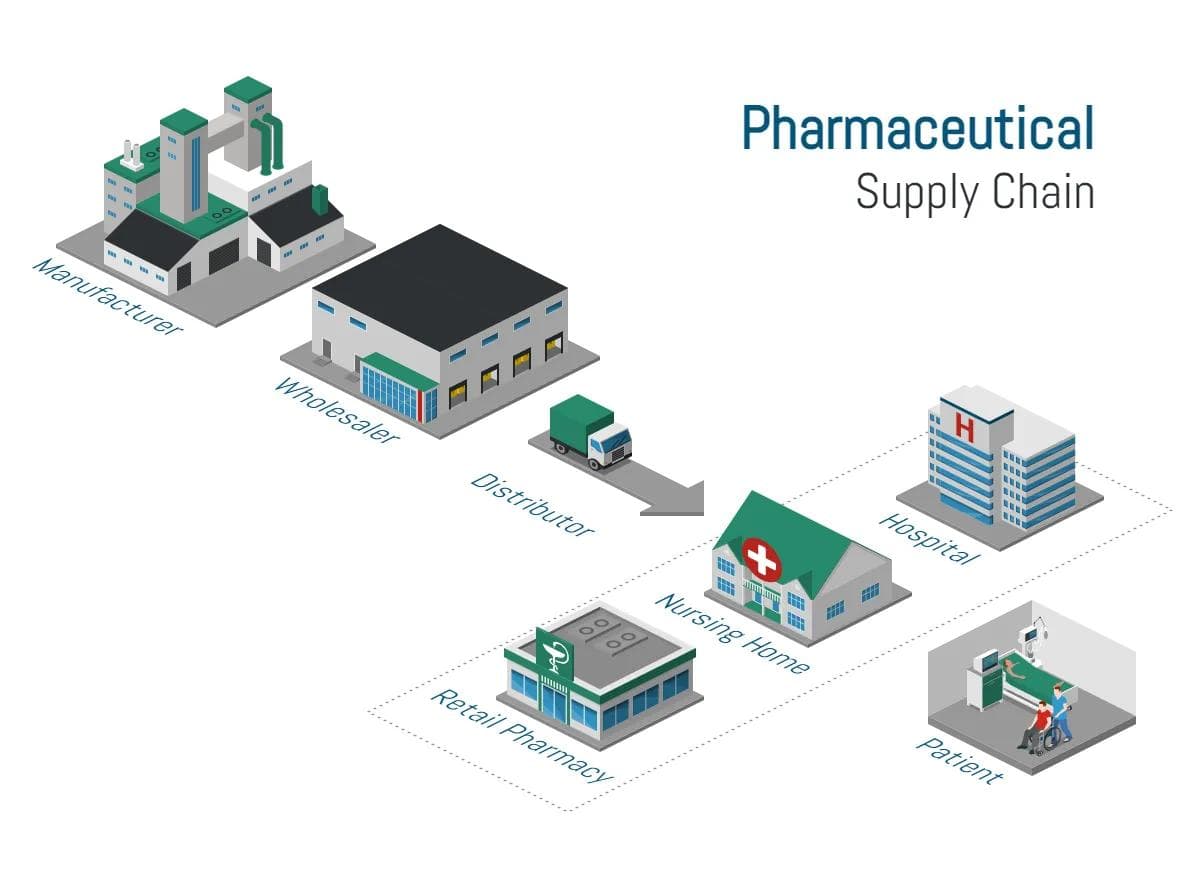 Pharmaceutical
Supply Chain
Manufacturer
Wholesaler
Distributor
H
Hospital
Nursing Home
Retail Pharmacy
Patient